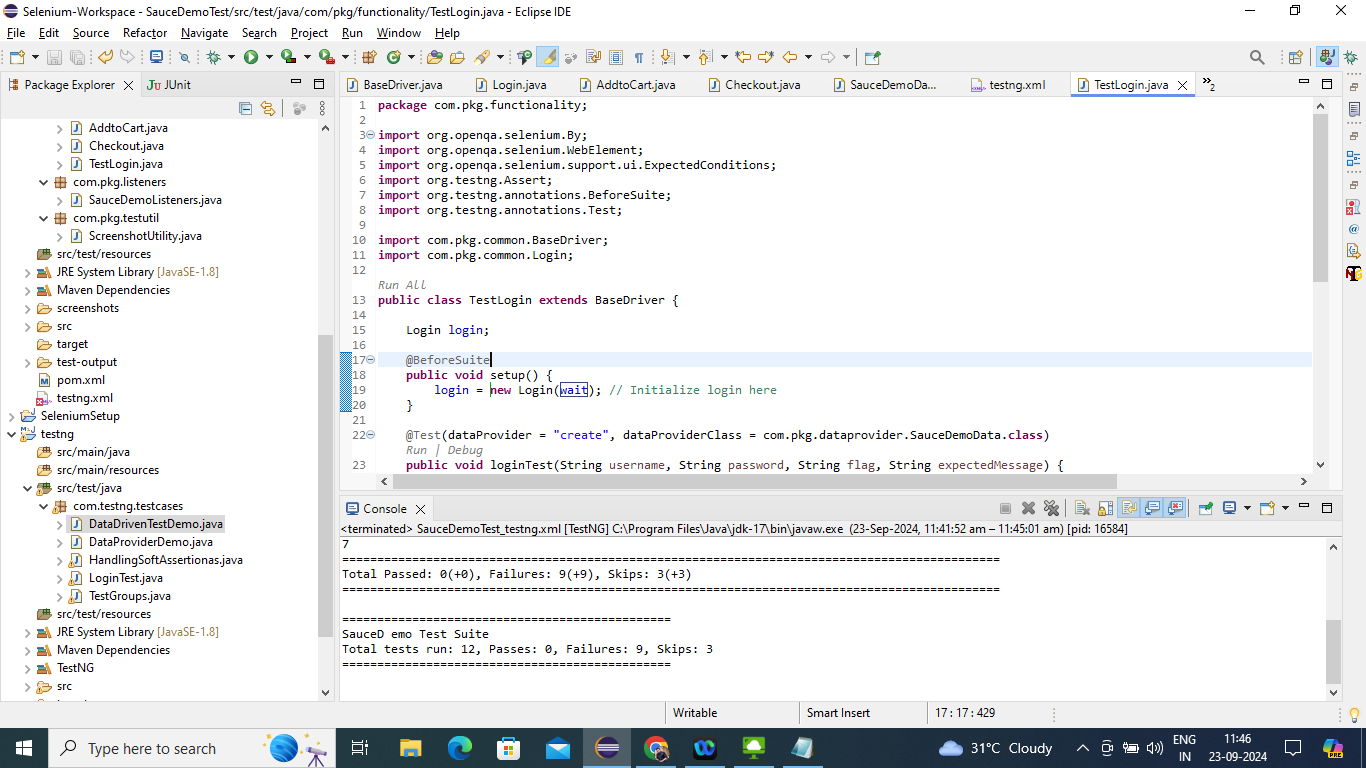 Selenium-Workspace - SauceDemoTest/src/test/java/com/pkg/functionality/TestLogin.java - Eclipse IDE
File Edit Source Refactor Navigate Search Project Run Window Help
Package Explorer JUnit
AddtoCart.java
Checkout.java
TestLogin.java
com.pkg.listeners
SauceDemoListeners.java
com.pkg.testutil
ScreenshotUtility.java
src/test/resources
JRE System Library [JavaSE-1.8]
Maven Dependencies
screenshots
src
target
test-output
pom.xml
testng.xml
SeleniumSetup
testng
src/main/java
src/main/resources
src/test/java
com.testng.testcases
DataDrivenTestDemo.java
DataProviderDemo.java
HandlingSoftAssertionas.java
LoginTest.java
TestGroups.java
src/test/resources
JRE System Library [JavaSE-1.8]
Maven Dependencies
TestNG
src
BaseDriver.java Login.java AddtoCart.java Checkout.java SauceDemoDa... testng.xml TestLogin.java »2
1 package com.pkg.functionality;
2
3 import org.openqa.selenium.By;
4 import org.openqa.selenium.WebElement;
5 import org.openqa.selenium.support.ui.ExpectedConditions;
6 import org.testng.Assert;
7 import org.testng.annotations.BeforeSuite;
8 import org.testng.annotations.Test;
9
10 import com.pkg.common.BaseDriver;
11 import com.pkg.common.Login;
12
Run All
13 public class TestLogin extends BaseDriver {
14
15 Login login;
16
17 @BeforeSuite
18 public void setup() {
19 login = new Login(wait); // Initialize login here
20 }
21
22 @Test(dataProvider = "create", dataProviderClass = com.pkg.dataprovider.SauceDemoData.class)
Run | Debug
23 public void loginTest(String username, String password, String flag, String expectedMessage) {
Console
<terminated> SauceDemoTest_testng.xml [TestNG] C:\Program Files\Java\jdk-17\bin\javaw.exe (23-Sep-2024, 11:41:52 am – 11:45:01 am) [pid: 16584]
7
===============================================================================================
Total Passed: 0(+0), Failures: 9(+9), Skips: 3(+3)
===============================================================================================
===============================================
SauceD emo Test Suite
Total tests run: 12, Passes: 0, Failures: 9, Skips: 3
===============================================
Writable Smart Insert 17 : 17 : 429
Type here to search
31°C Cloudy
ENG
IN
11:46
23-09-2024
PRE